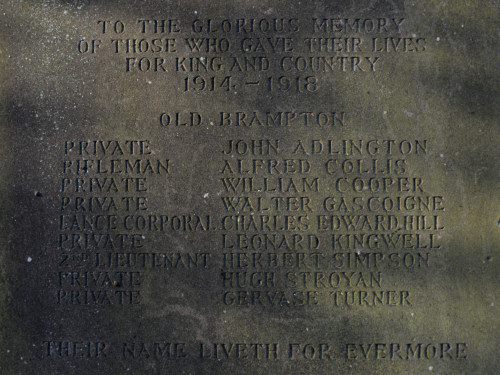 TO THE GLORIOUS MEMORY
OF THOSE WHO GAVE THEIR LIVES
FOR KING AND COUNTRY
1914 - 1918
OLD BRAMPTON
PRIVATE JOHN ADLINGTON
RIFLEMAN ALFRED COLLIS
PRIVATE WILLIAM COOPER
PRIVATE WALTER GASCOIGNE
LANCE CORPORAL CHARLES EDWARD HILL
PRIVATE LEONARD KINGWELL
2ND LIEUTENANT HERBERT SIMPSON
PRIVATE HUGH STROYAN
PRIVATE GERVASE TURNER
THEIR NAME LIVETH FOR EVERMORE